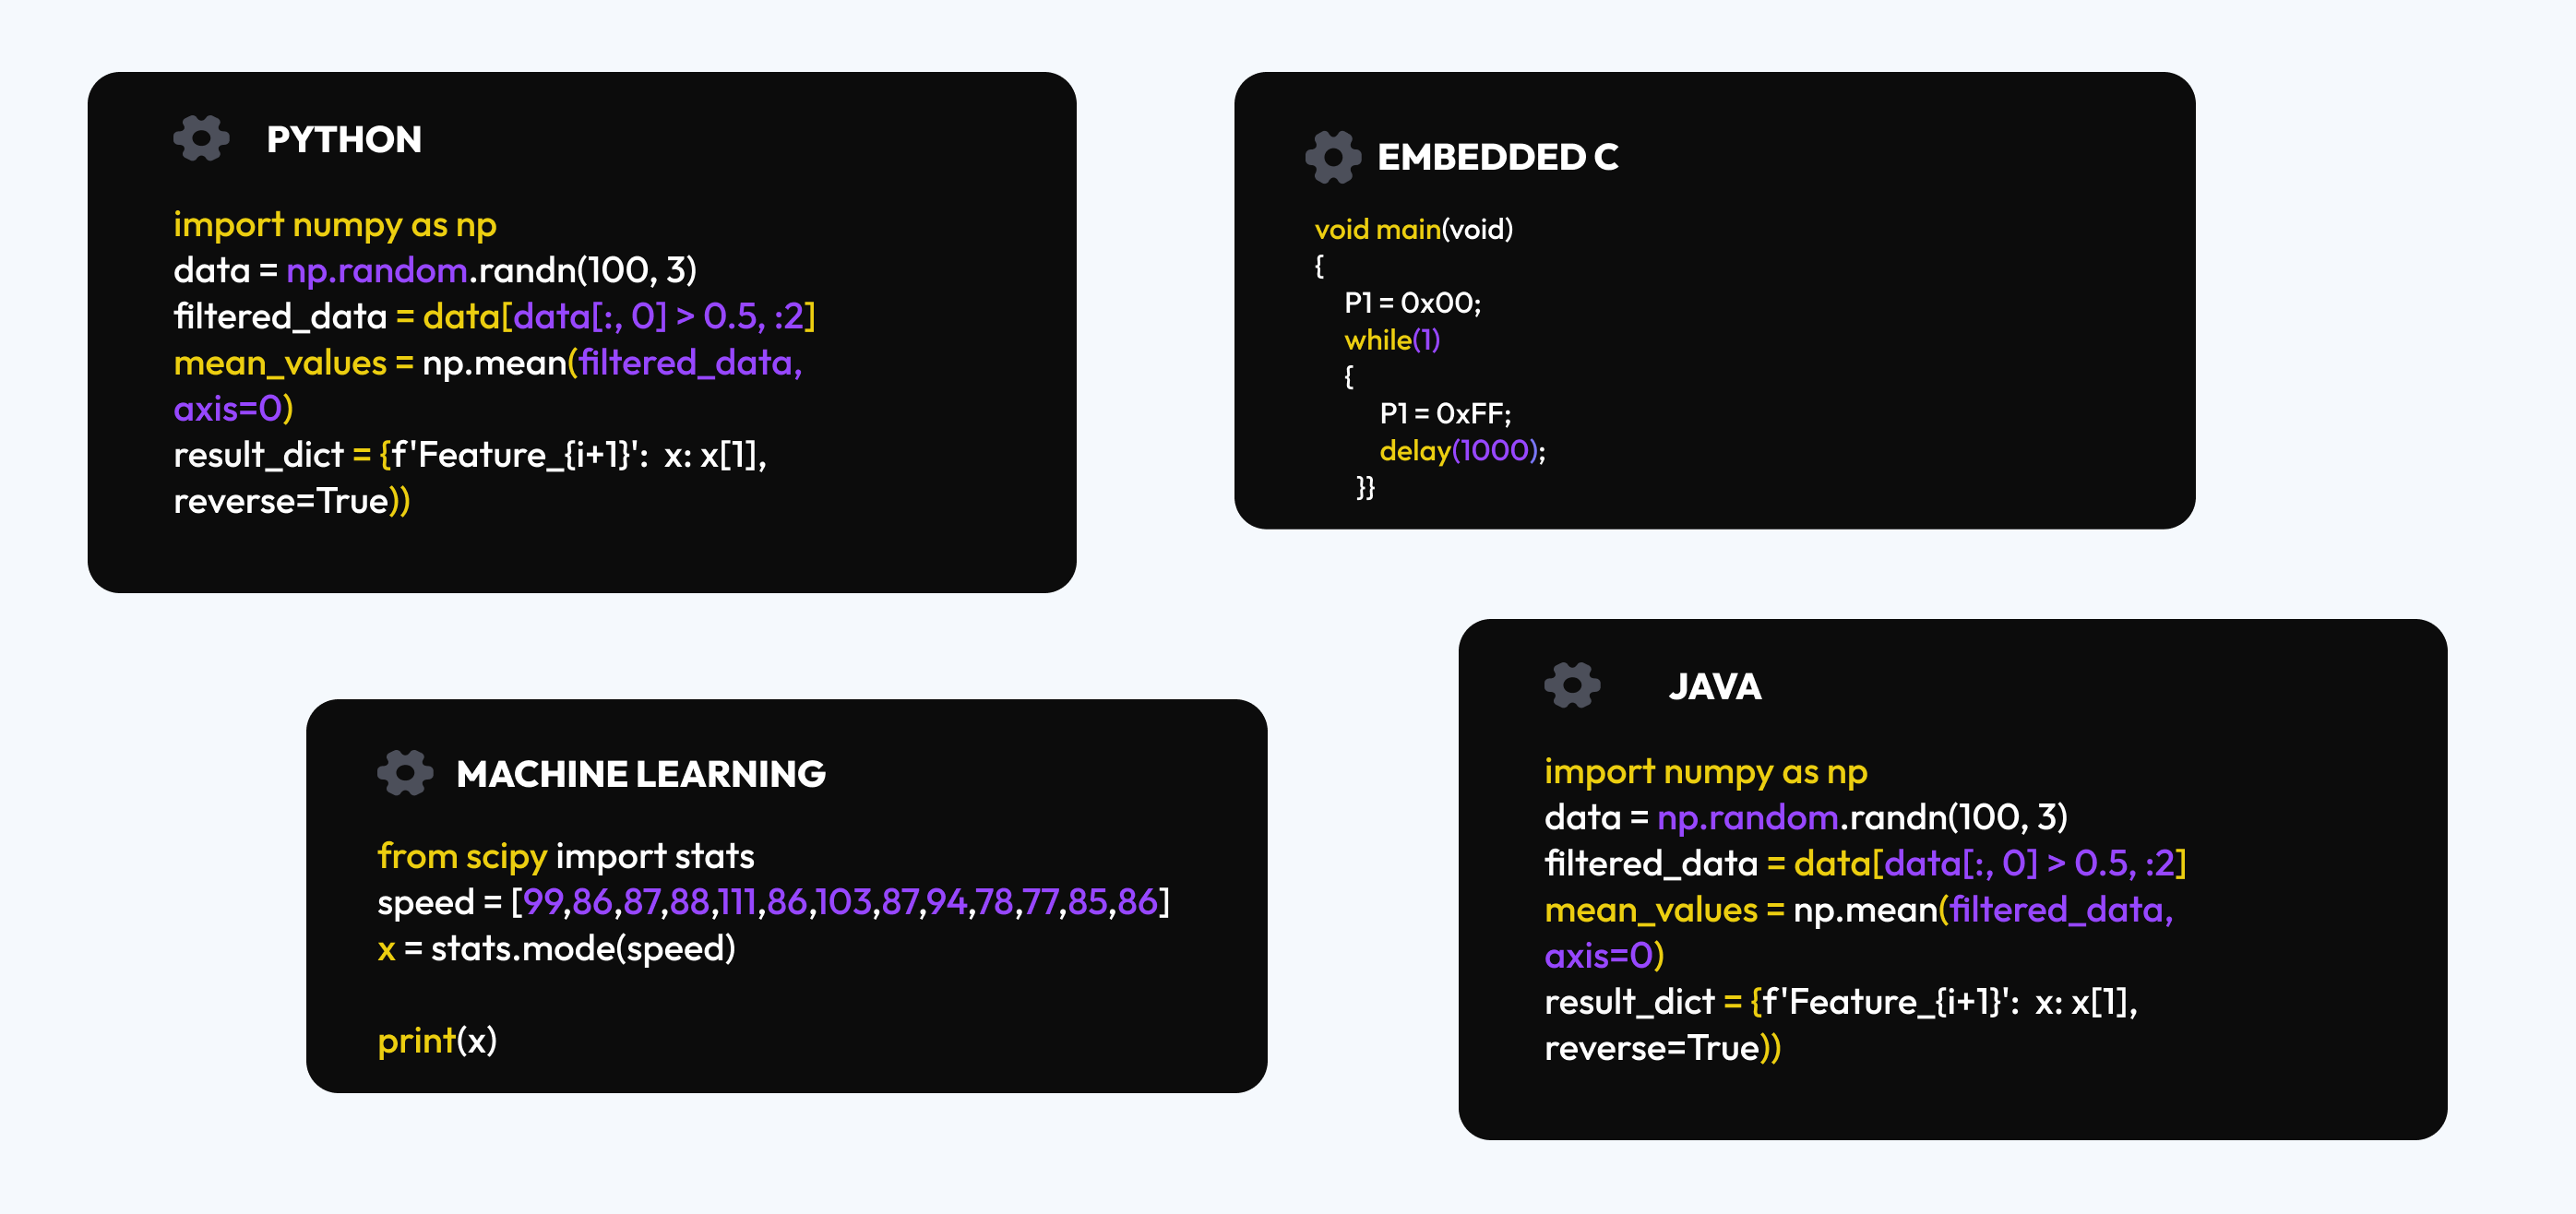 PYTHON
import numpy as np
data = np.random.randn(100, 3)
filtered_data = data[data[:, 0] > 0.5, :2]
mean_values = np.mean(filtered_data,
axis=0)
result_dict = {f'Feature_{i+1}':  x: x[1],
reverse=True))
EMBEDDED C
void main(void)
{
P1 = 0x00;
while(1)
{
P1 = 0xFF;
delay(1000);
}}
MACHINE LEARNING
from scipy import stats
speed = [99,86,87,88,111,86,103,87,94,78,77,85,86]
x = stats.mode(speed)
print(x)
JAVA
import numpy as np
data = np.random.randn(100, 3)
filtered_data = data[data[:, 0] > 0.5, :2]
mean_values = np.mean(filtered_data,
axis=0)
result_dict = {f'Feature_{i+1}':  x: x[1],
reverse=True))